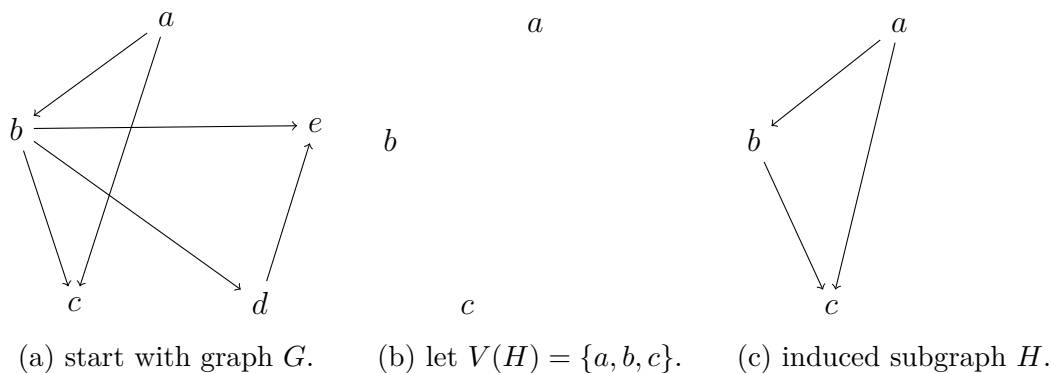 a
b
e
c
d
(a) start with graph G.
a
b
c
(b) let V(H) = {a, b, c}.
a
b
c
(c) induced subgraph H.